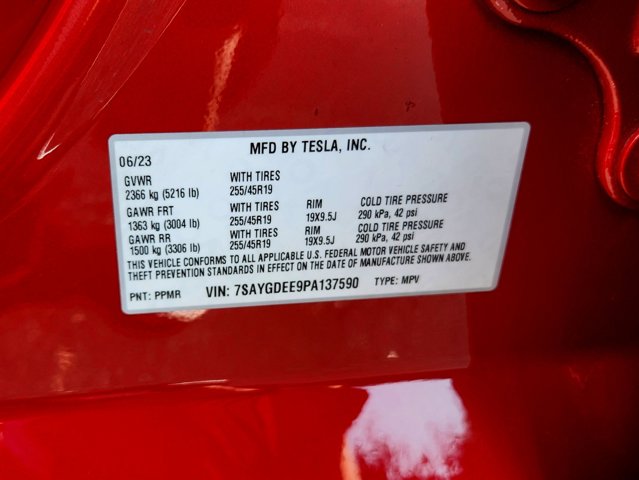 MFD BY TESLA, INC.
06/23
GVWR WITH TIRES
2366 kg (5216 lb) 255/45R19
GAWR FRT WITH TIRES RIM COLD TIRE PRESSURE
1363 kg (3004 lb) 255/45R19 19X9.5J 290 kPa, 42 psi
GAWR RR WITH TIRES RIM COLD TIRE PRESSURE
1500 kg (3306 lb) 255/45R19 19X9.5J 290 kPa, 42 psi
THIS VEHICLE CONFORMS TO ALL APPLICABLE U.S. FEDERAL MOTOR VEHICLE SAFETY AND
THEFT PREVENTION STANDARDS IN EFFECT ON THE DATE OF MANUFACTURE SHOWN ABOVE.
PNT: PPMR VIN: 7SAYGDEE9PA137590 TYPE: MPV